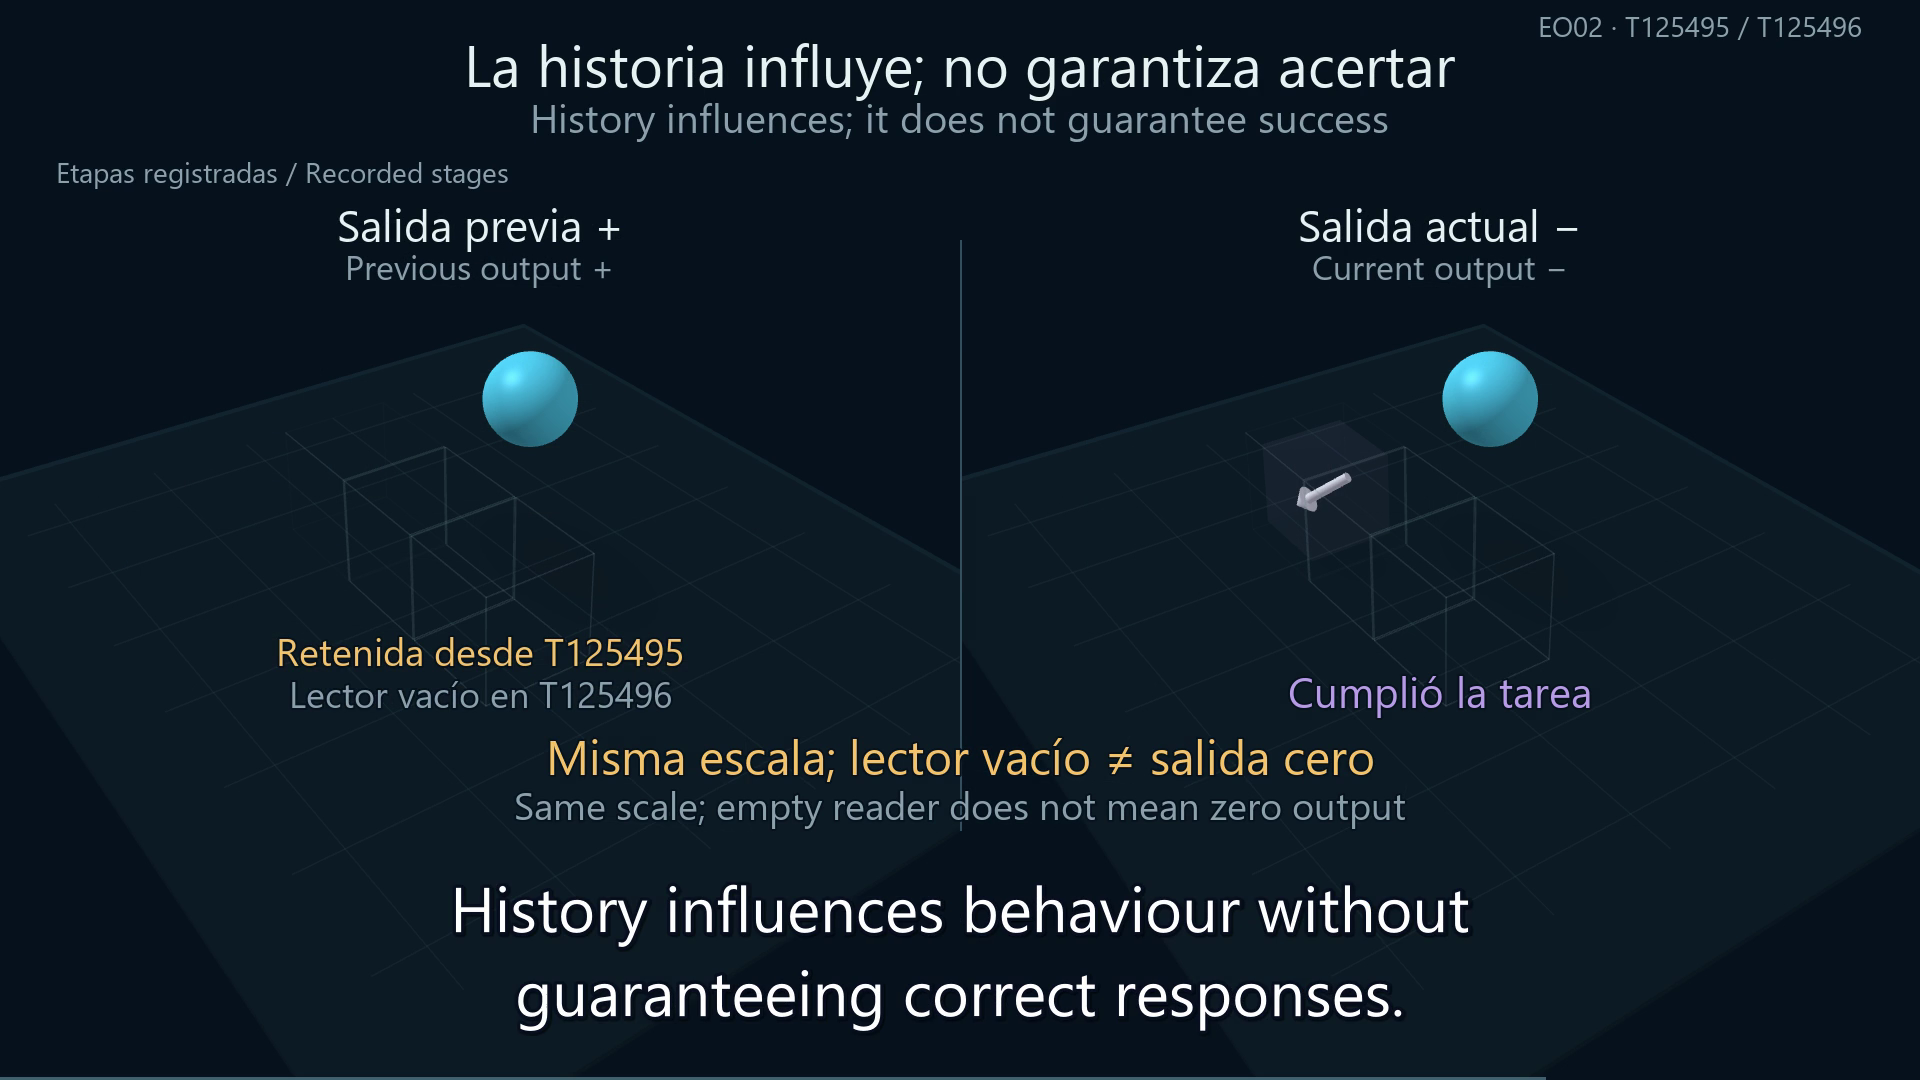 EO02 · T125495 / T125496
La historia influye; no garantiza acertar
History influences; it does not guarantee success
Etapas registradas / Recorded stages
Salida previa +
Previous output +
Salida actual −
Current output −
Retenida desde T125495
Lector vacío en T125496
Cumplió la tarea
Misma escala; lector vacío ≠ salida cero
Same scale; empty reader does not mean zero output
History influences behaviour without
guaranteeing correct responses.